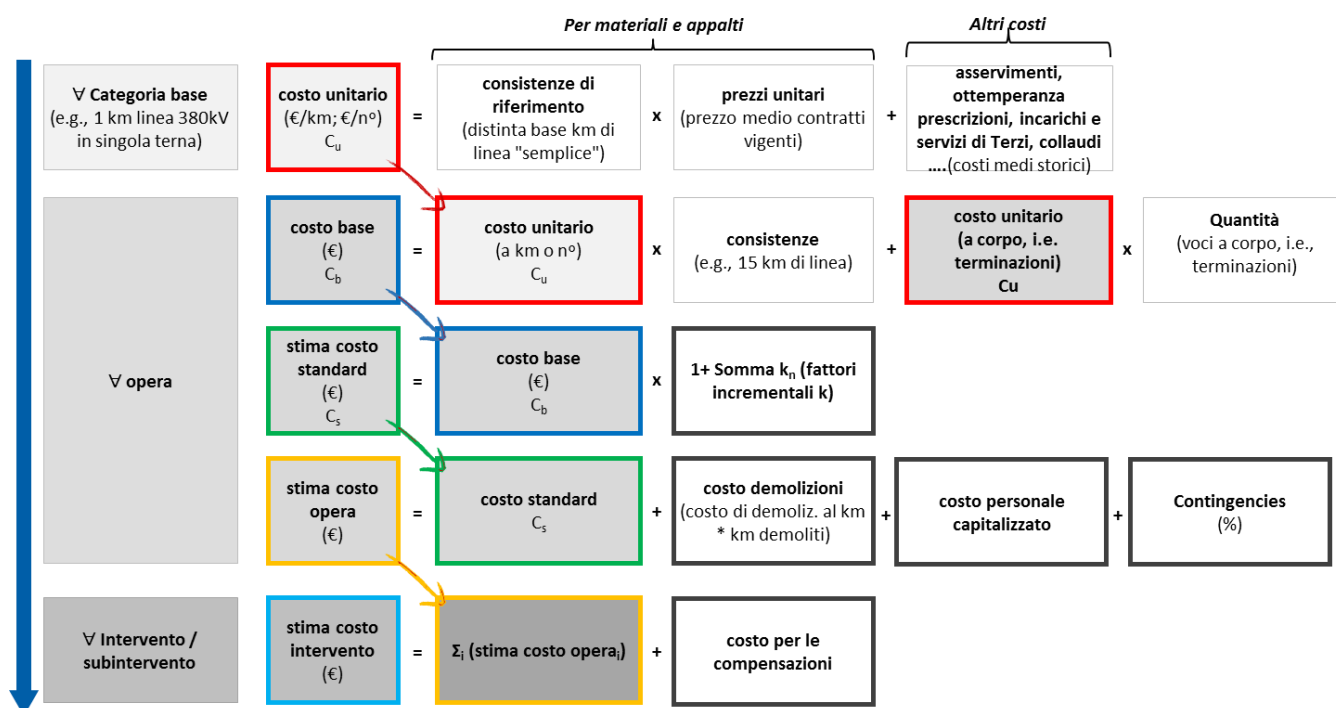 Per materiali e appalti
Altri costi
∀ Categoria base
(e.g., 1 km linea 380kV
in singola terna)
costo unitario
(€/km; €/n°)
Cu
=
consistenze di
riferimento
(distinta base km di
linea "semplice")
x
prezzi unitari
(prezzo medio contratti
vigenti)
+
asservimenti,
ottemperanza
prescrizioni, incarichi e
servizi di Terzi, collaudi
....(costi medi storici)
∀ opera
costo base
(€)
Cb
=
costo unitario
(a km o n°)
Cu
x
consistenze
(e.g., 15 km di linea)
+
costo unitario
(a corpo, i.e.
terminazioni)
Cu
x
Quantità
(voci a corpo, i.e.,
terminazioni)
stima costo
standard
(€)
Cs
=
costo base
(€)
Cb
x
1+ Somma kn (fattori
incrementali k)
stima costo
opera
(€)
=
costo standard
Cs
+
costo demolizioni
(costo di demoliz. al km
* km demoliti)
+
costo personale
capitalizzato
+
Contingencies
(%)
∀ Intervento /
subintervento
stima costo
intervento
(€)
=
Σi (stima costo operai)
+
costo per le
compensazioni